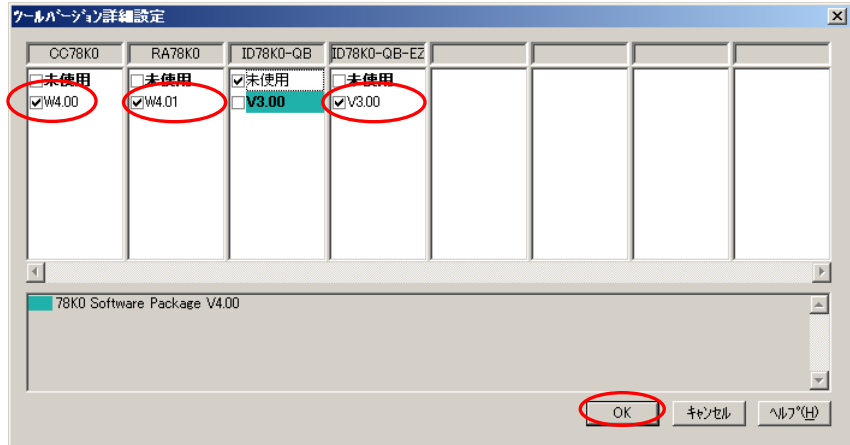 ツールバージョン詳細設定
CC78K0 RA78K0 ID78K0-QB ID78K0-QB-EZ
未使用 未使用 未使用 未使用
W4.00 W4.01 V3.00 V3.00
78K0 Software Package V4.00
OK キャンセル ヘルプ(H)